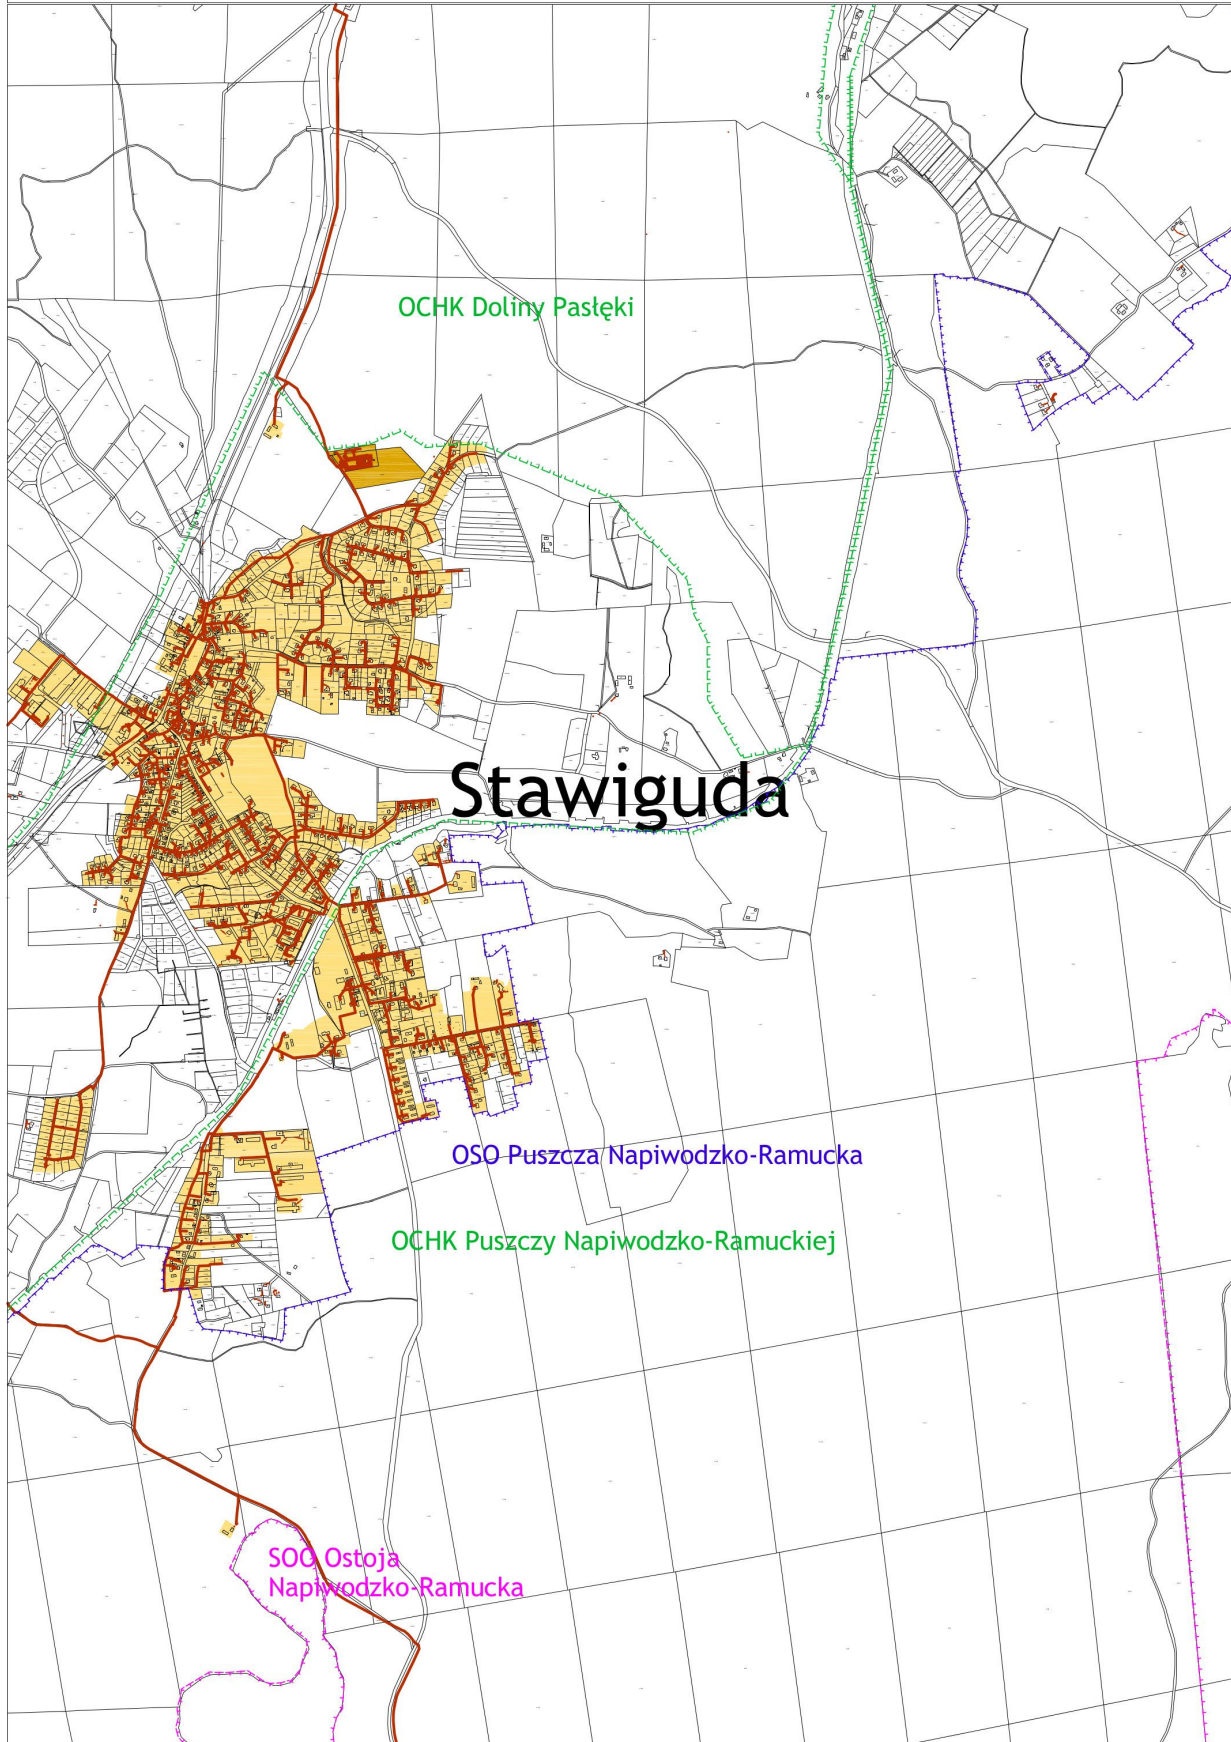 OCHK Doliny Pasłęki
Stawiguda
OSO Puszcza Napiwodzko-Ramucka
OCHK Puszczy Napiwodzko-Ramuckiej
SOO Ostoja
Napiwodzko-Ramucka